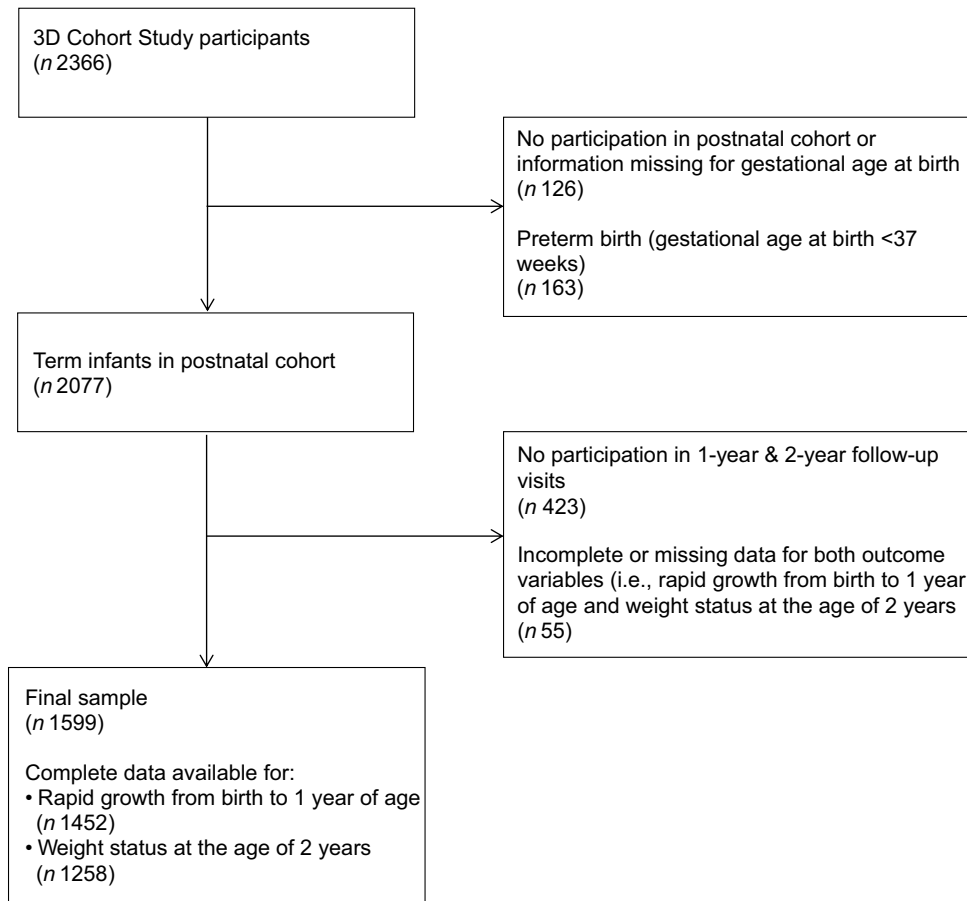 3D Cohort Study participants
(n 2366)
No participation in postnatal cohort or
information missing for gestational age at birth
(n 126)
Preterm birth (gestational age at birth <37
weeks)
(n 163)
Term infants in postnatal cohort
(n 2077)
No participation in 1-year & 2-year follow-up
visits
(n 423)
Incomplete or missing data for both outcome
variables (i.e., rapid growth from birth to 1 year
of age and weight status at the age of 2 years
(n 55)
Final sample
(n 1599)
Complete data available for:
• Rapid growth from birth to 1 year of age
(n 1452)
• Weight status at the age of 2 years
(n 1258)